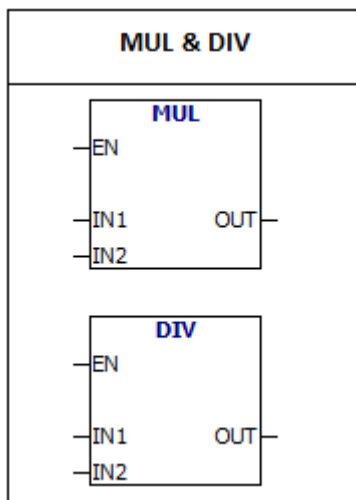 MUL & DIV
MUL
EN
IN1 OUT
IN2
DIV
EN
IN1 OUT
IN2